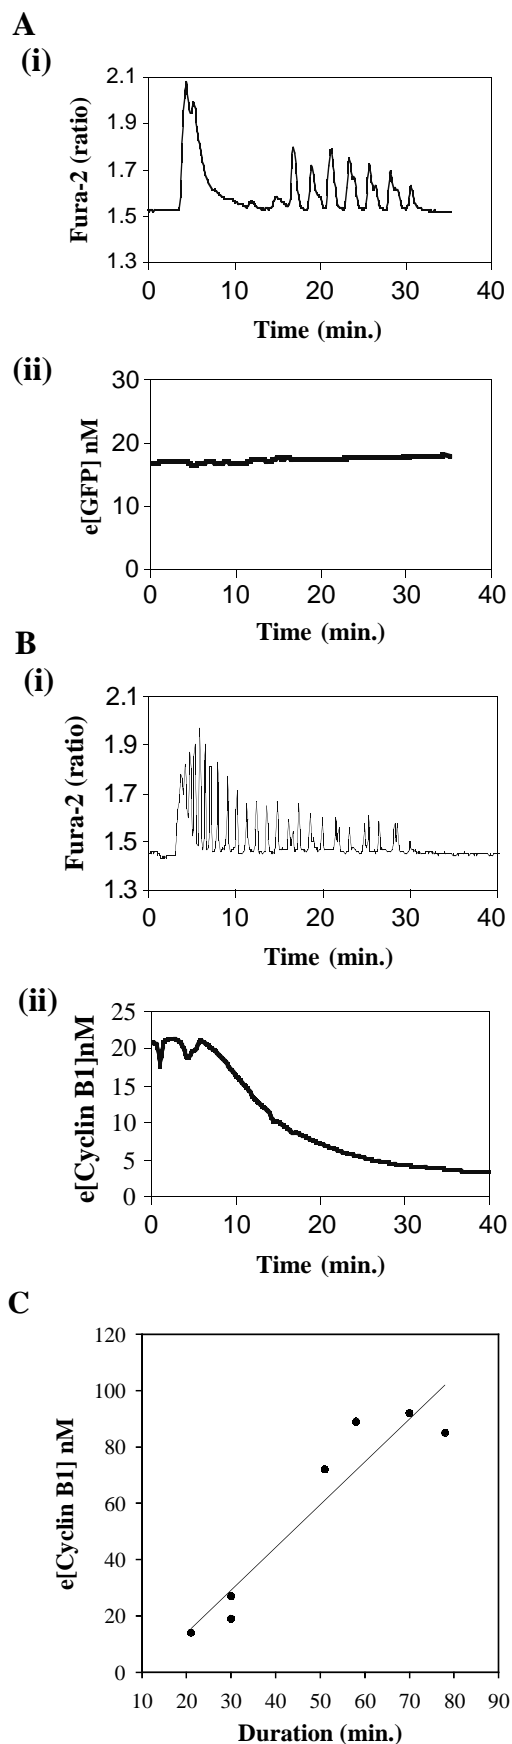 A
(i)
Fura-2 (ratio)
2.1
1.9
1.7
1.5
1.3
0 10 20 30 40
Time (min.)
(ii)
e[GFP] nM
30
20
10
0
0 10 20 30 40
Time (min.)
B
(i)
Fura-2 (ratio)
2.1
1.9
1.7
1.5
1.3
0 10 20 30 40
Time (min.)
(ii)
e[Cyclin B1]nM
25
20
15
10
5
0
0 10 20 30 40
Time (min.)
C
e[Cyclin B1] nM
120
100
80
60
40
20
0
10 20 30 40 50 60 70 80 90
Duration (min.)